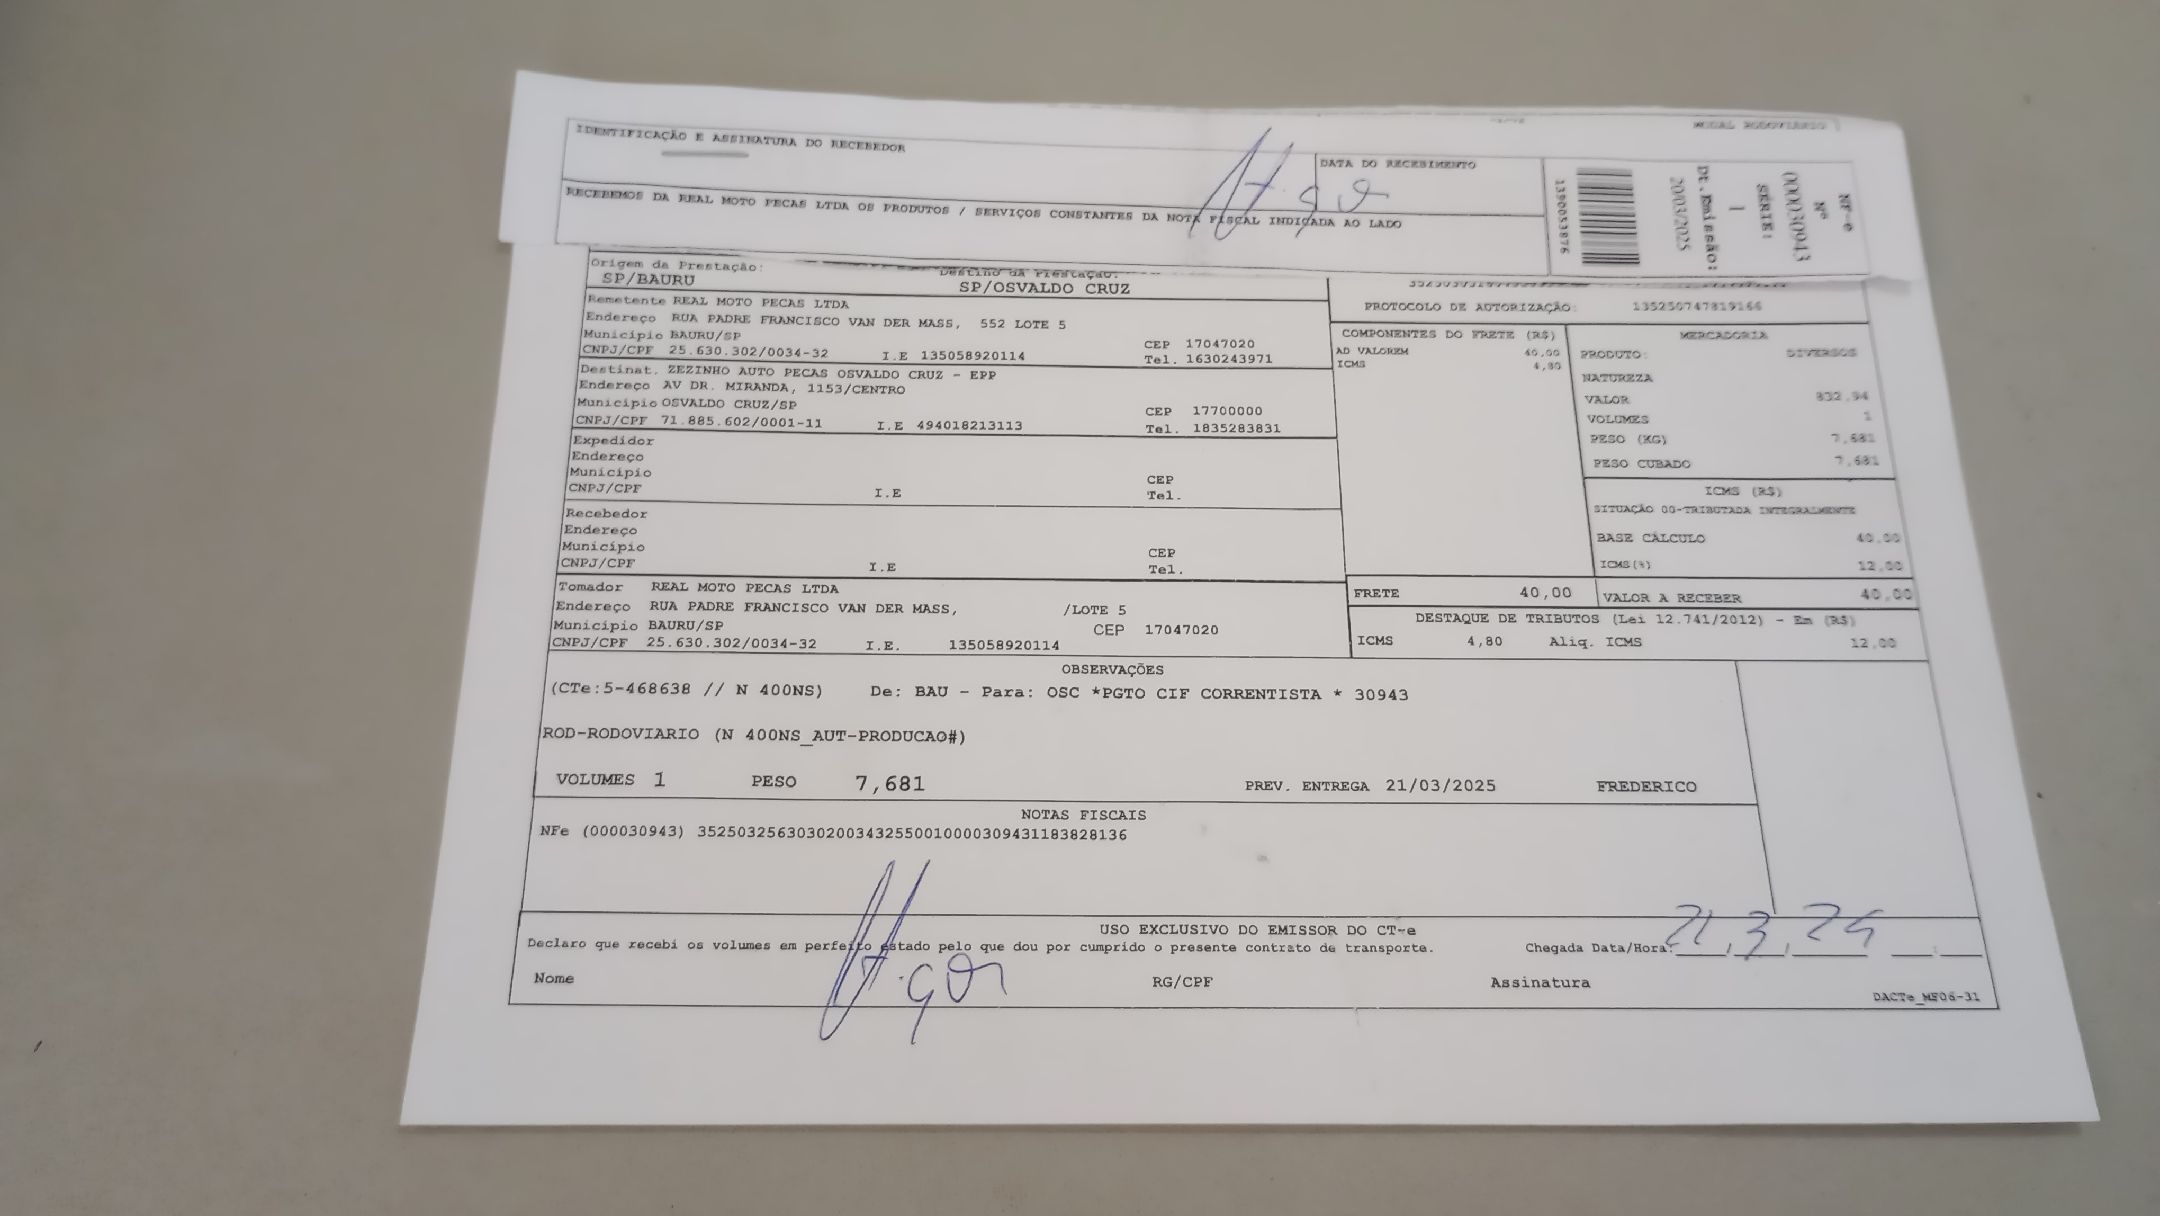 MODAL RODOVIÁRIO
IDENTIFICAÇÃO E ASSINATURA DO RECEBEDOR
DATA DO RECEBIMENTO
RECEBEMOS DA REAL MOTO PECAS LTDA OS PRODUTOS / SERVIÇOS CONSTANTES DA NOTA FISCAL INDICADA AO LADO
1390053876
NF-e
Nº
000030943
SÉRIE:
1
Dt.Emissão:
20/03/2025
Origem da Prestação:
Destino da Prestação:
SP/BAURU
SP/OSVALDO CRUZ
PROTOCOLO DE AUTORIZAÇÃO: 135250747819166
Remetente REAL MOTO PECAS LTDA
Endereço RUA PADRE FRANCISCO VAN DER MASS, 552 LOTE 5
Município BAURU/SP CEP 17047020
CNPJ/CPF 25.630.302/0034-32 I.E 135058920114 Tel. 1630243971
Destinat. ZEZINHO AUTO PECAS OSVALDO CRUZ - EPP
Endereço AV DR. MIRANDA, 1153/CENTRO
Município OSVALDO CRUZ/SP CEP 17700000
CNPJ/CPF 71.885.602/0001-11 I.E 494018213113 Tel. 1835283831
Expedidor
Endereço
Município CEP
CNPJ/CPF I.E Tel.
Recebedor
Endereço
Município CEP
CNPJ/CPF I.E Tel.
Tomador REAL MOTO PECAS LTDA
Endereço RUA PADRE FRANCISCO VAN DER MASS, /LOTE 5
Município BAURU/SP CEP 17047020
CNPJ/CPF 25.630.302/0034-32 I.E. 135058920114
COMPONENTES DO FRETE (R$)
AD VALOREM 40,00
ICMS 4,80
MERCADORIA
PRODUTO: DIVERSOS
NATUREZA
VALOR 832,94
VOLUMES 1
PESO (KG) 7,681
PESO CUBADO 7,681
ICMS (R$)
SITUAÇÃO 00-TRIBUTADA INTEGRALMENTE
BASE CÁLCULO 40,00
ICMS(%) 12,00
FRETE 40,00 VALOR A RECEBER 40,00
DESTAQUE DE TRIBUTOS (Lei 12.741/2012) - Em (R$)
ICMS 4,80 Aliq. ICMS 12,00
OBSERVAÇÕES
(CTe:5-468638 // N 400NS) De: BAU - Para: OSC *PGTO CIF CORRENTISTA * 30943
ROD-RODOVIARIO (N 400NS_AUT-PRODUCAO#)
VOLUMES 1 PESO 7,681 PREV. ENTREGA 21/03/2025 FREDERICO
NOTAS FISCAIS
NFe (000030943) 35250325630302003432550010000309431183828136
USO EXCLUSIVO DO EMISSOR DO CT-e
Declaro que recebi os volumes em perfeito estado pelo que dou por cumprido o presente contrato de transporte. Chegada Data/Hora:
Nome RG/CPF Assinatura
DACTe_MF06-31